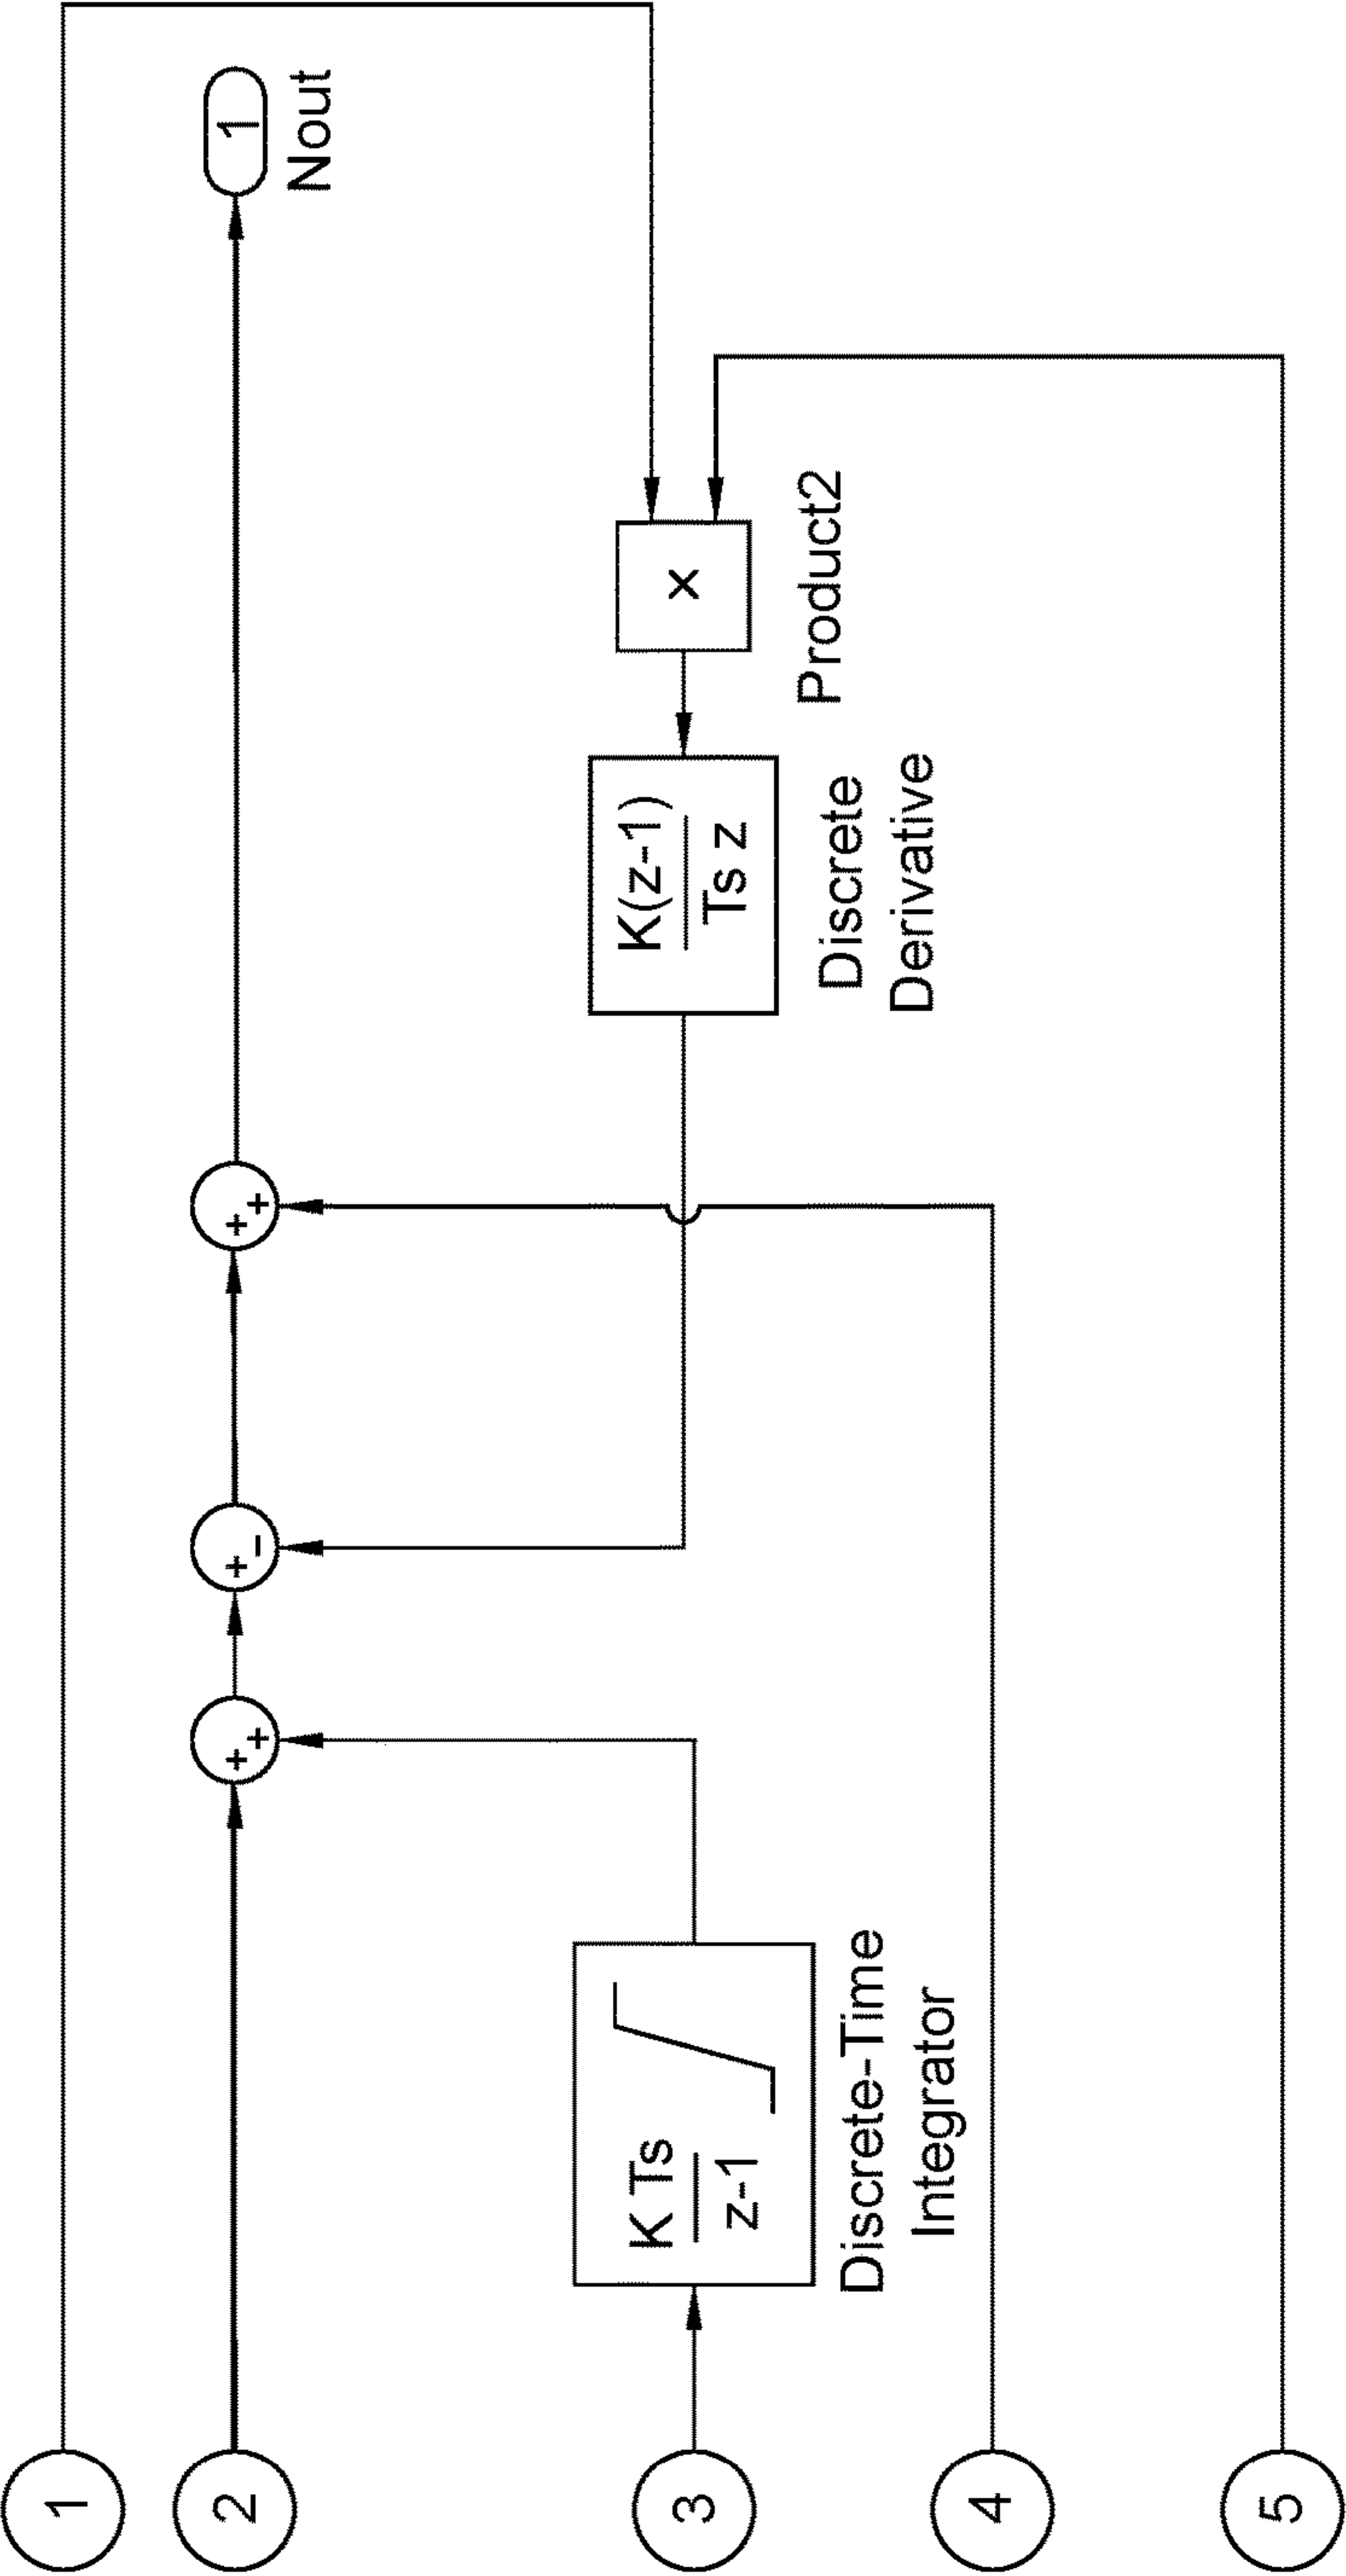 1
2
3
4
5
K Ts
z-1
Discrete-Time
Integrator
+
+
+
-
+
+
K(z-1)
Ts z
Discrete
Derivative
x
Product2
1
Nout